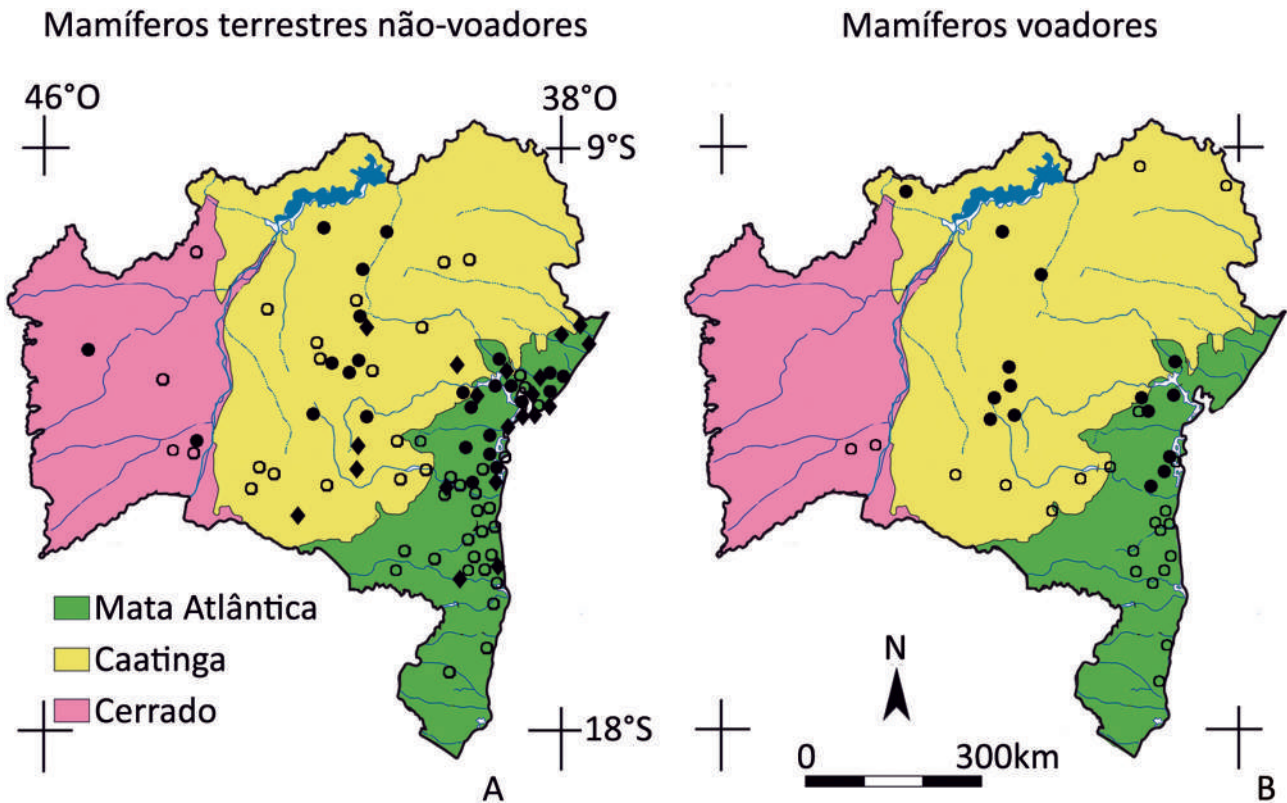 Mamíferos terrestres não-voadores
Mamíferos voadores
46°O
38°O
9°S
Mata Atlântica
Caatinga
Cerrado
18°S
N
0
300km
A
B